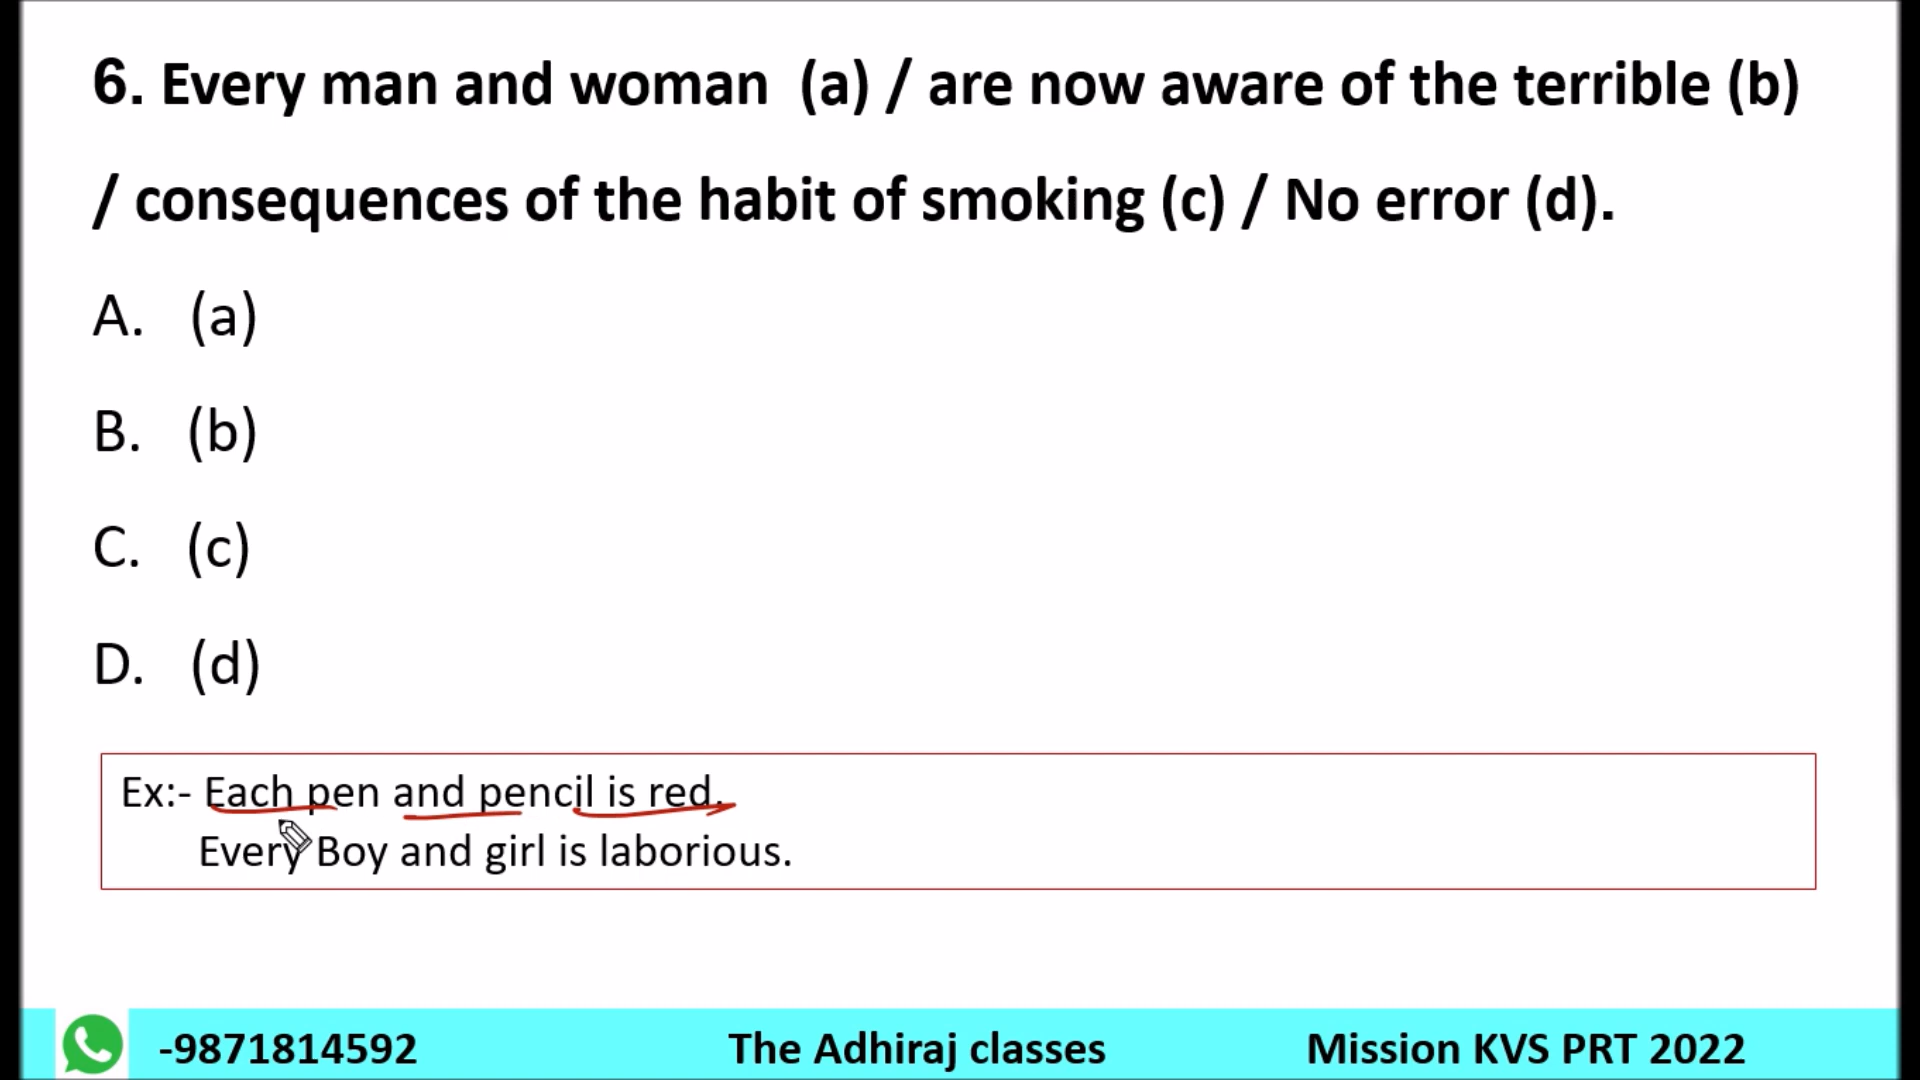 6. Every man and woman (a) / are now aware of the terrible (b)
/ consequences of the habit of smoking (c) / No error (d).
A. (a)
B. (b)
C. (c)
D. (d)
Ex:- Each pen and pencil is red.
Every Boy and girl is laborious.
-9871814592 The Adhiraj classes Mission KVS PRT 2022